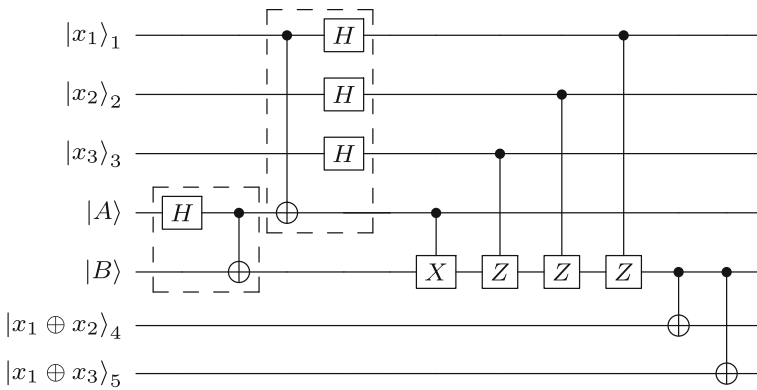 |x₁⟩₁ H
|x₂⟩₂ H
|x₃⟩₃ H
|A⟩ H
|B⟩ X Z Z Z
|x₁ ⊕ x₂⟩₄
|x₁ ⊕ x₃⟩₅